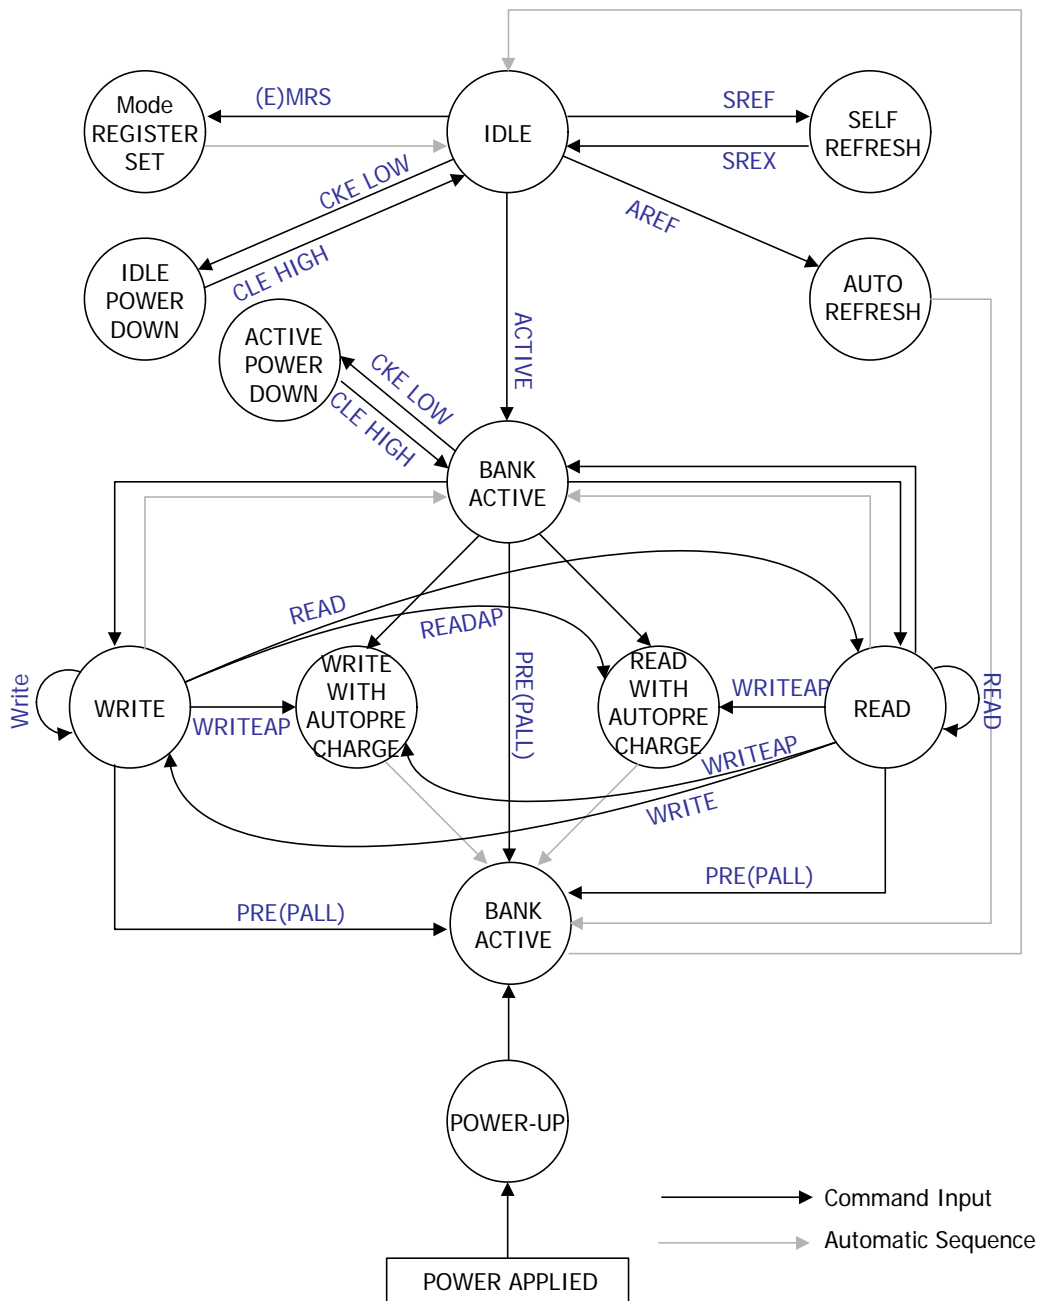 (E)MRS
Mode
REGISTER
SET
IDLE
SREF
SREX
SELF
REFRESH
CKE LOW
CLE HIGH
AREF
IDLE
POWER
DOWN
AUTO
REFRESH
ACTIVE
POWER
DOWN
CKE LOW
CLE HIGH
ACTIVE
BANK
ACTIVE
READ
READAP
Write
WRITE
WRITEAP
WRITE
WITH
AUTOPRE
CHARGE
PRE(PALL)
READ
WITH
AUTOPRE
CHARGE
WRITEAP
READ
READ
WRITEAP
WRITE
PRE(PALL)
PRE(PALL)
BANK
ACTIVE
POWER-UP
Command Input
Automatic Sequence
POWER APPLIED